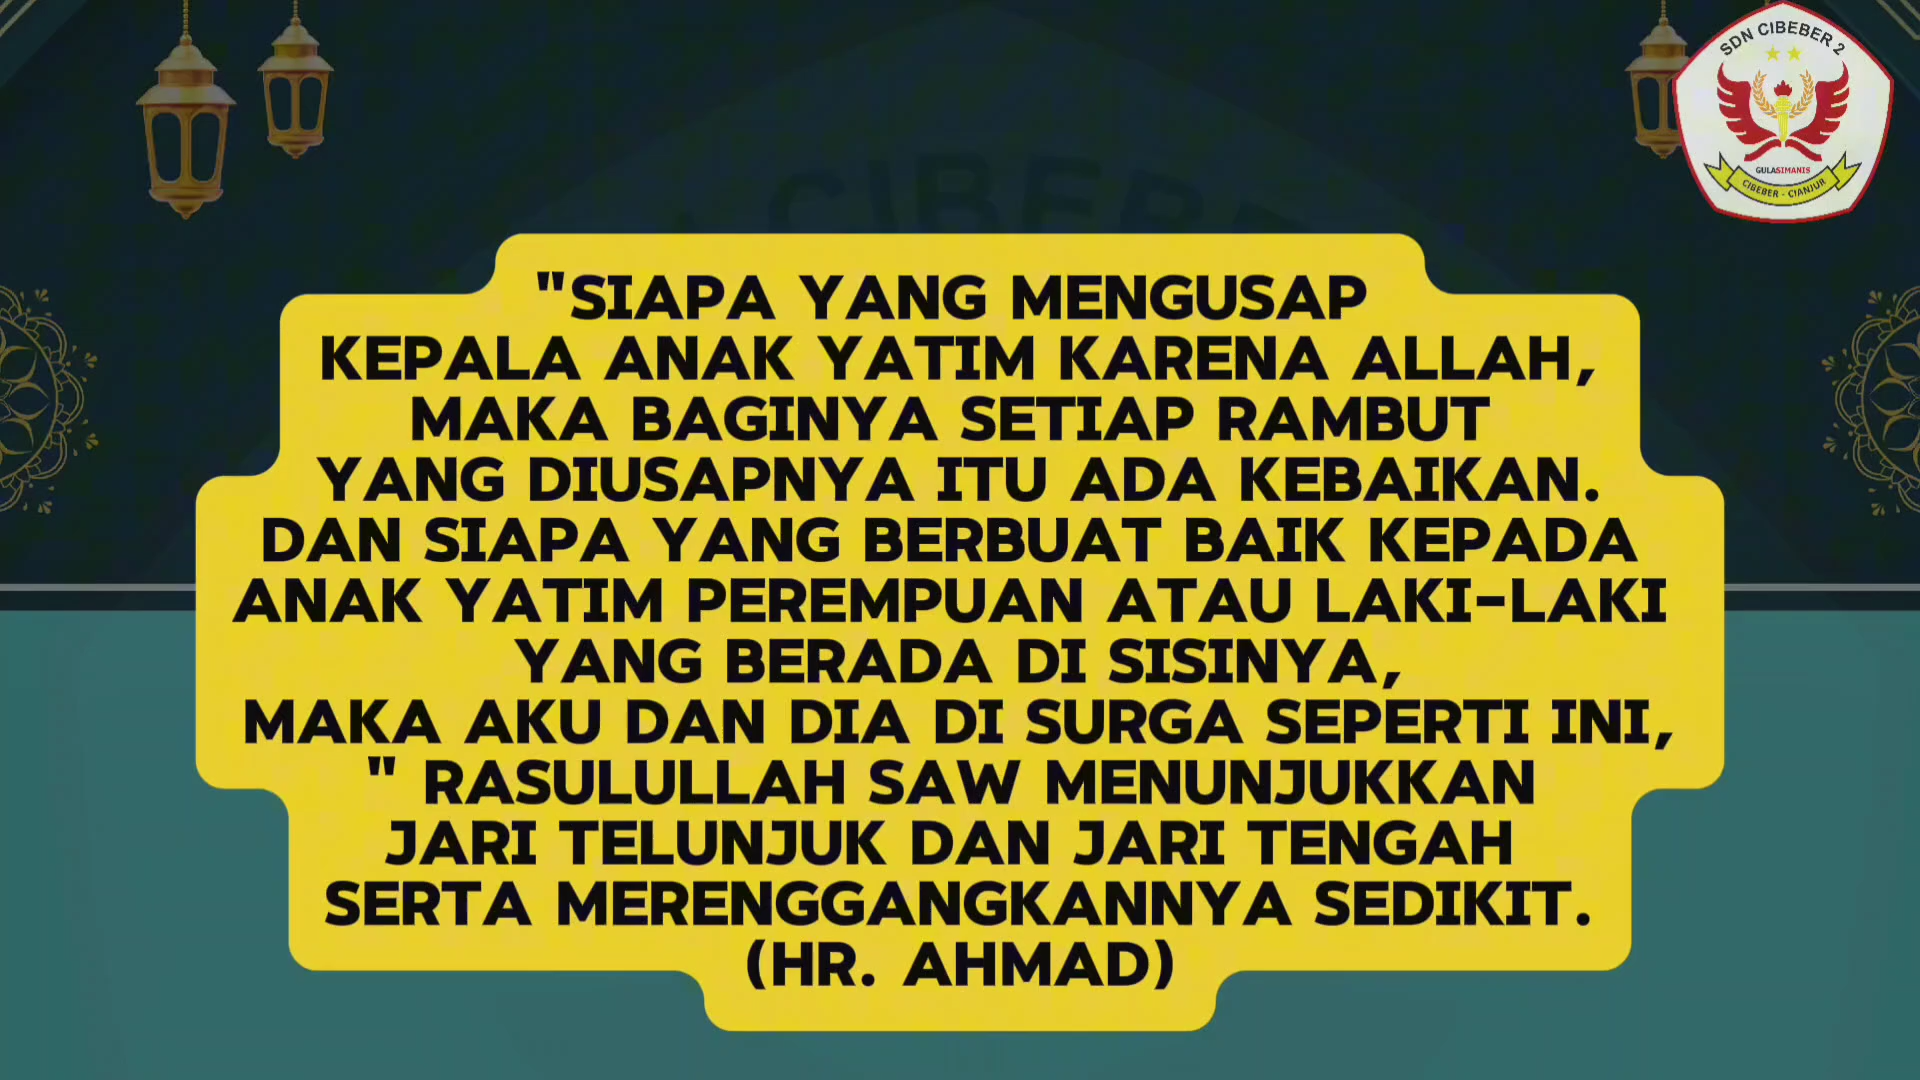 SDN CIBEBER 2
GULASIMANIS
CIBEBER - CIANJUR
CIBEBE
"SIAPA YANG MENGUSAP
KEPALA ANAK YATIM KARENA ALLAH,
MAKA BAGINYA SETIAP RAMBUT
YANG DIUSAPNYA ITU ADA KEBAIKAN.
DAN SIAPA YANG BERBUAT BAIK KEPADA
ANAK YATIM PEREMPUAN ATAU LAKI-LAKI
YANG BERADA DI SISINYA,
MAKA AKU DAN DIA DI SURGA SEPERTI INI,
" RASULULLAH SAW MENUNJUKKAN
JARI TELUNJUK DAN JARI TENGAH
SERTA MERENGGANGKANNYA SEDIKIT.
(HR. AHMAD)